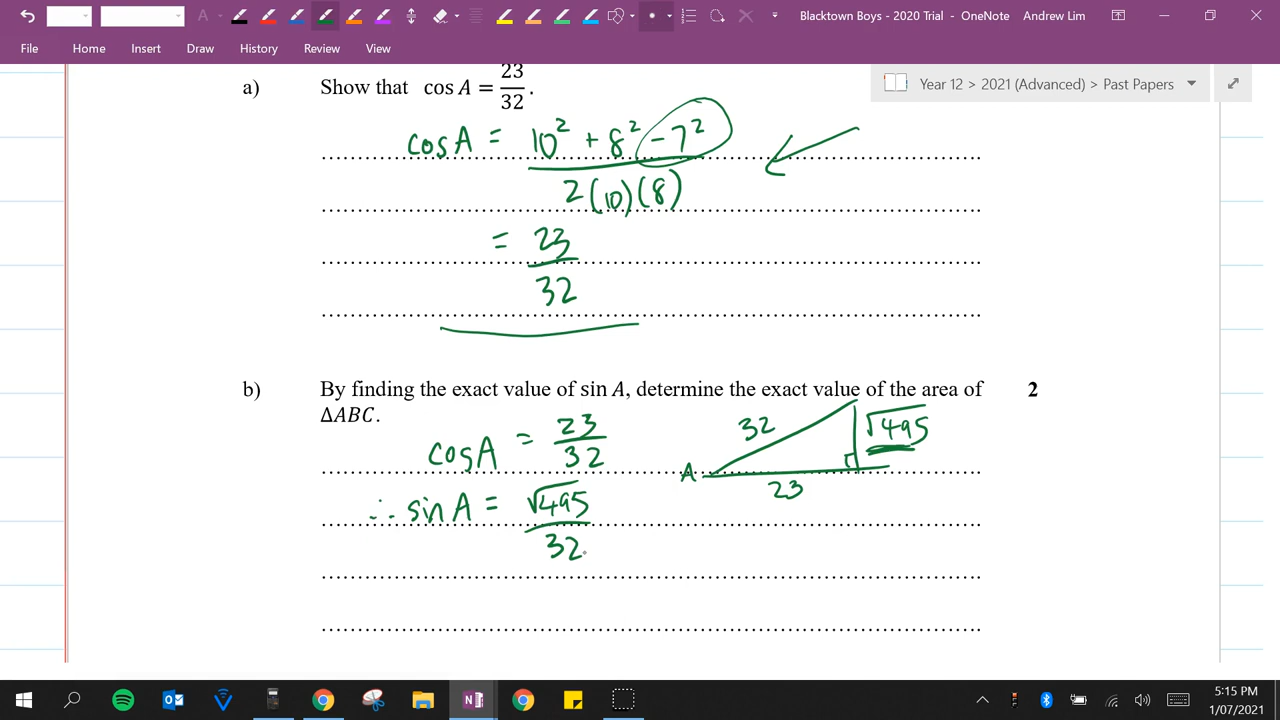 Blacktown Boys - 2020 Trial - OneNote
Andrew Lim
File Home Insert Draw History Review View
Year 12 > 2021 (Advanced) > Past Papers
a) Show that cos A = 23/32.
cosA = (10² + 8² - 7²)/(2(10)(8))
= 23/32
b) By finding the exact value of sin A, determine the exact value of the area of 2
ΔABC.
cosA = 23/32
32
√495
A
23
∴ sinA = √495/32
5:15 PM
1/07/2021